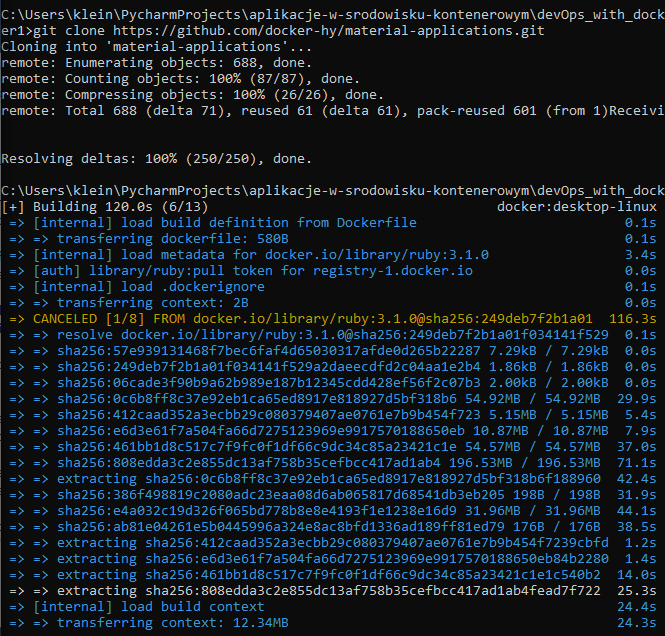 C:\Users\klein\PycharmProjects\aplikacje-w-srodowisku-kontenerowym\devOps_with_dock
er1>git clone https://github.com/docker-hy/material-applications.git
Cloning into 'material-applications'...
remote: Enumerating objects: 688, done.
remote: Counting objects: 100% (87/87), done.
remote: Compressing objects: 100% (26/26), done.
remote: Total 688 (delta 71), reused 61 (delta 61), pack-reused 601 (from 1)Receivi
Resolving deltas: 100% (250/250), done.
C:\Users\klein\PycharmProjects\aplikacje-w-srodowisku-kontenerowym\devOps_with_dock
[+] Building 120.0s (6/13) docker:desktop-linux
=> [internal] load build definition from Dockerfile 0.1s
=> => transferring dockerfile: 580B 0.1s
=> [internal] load metadata for docker.io/library/ruby:3.1.0 3.4s
=> [auth] library/ruby:pull token for registry-1.docker.io 0.0s
=> [internal] load .dockerignore 0.1s
=> => transferring context: 2B 0.0s
=> CANCELED [1/8] FROM docker.io/library/ruby:3.1.0@sha256:249deb7f2b1a01 116.3s
=> => resolve docker.io/library/ruby:3.1.0@sha256:249deb7f2b1a01f034141f529 0.1s
=> => sha256:57e939131468f7bec6faf4d65030317afde0d265b22287 7.29kB / 7.29kB 0.0s
=> => sha256:249deb7f2b1a01f034141f529a2daeecdfd2c04aa1e2b4 1.86kB / 1.86kB 0.0s
=> => sha256:06cade3f90b9a62b989e187b12345cdd428ef56f2c07b3 2.00kB / 2.00kB 0.0s
=> => sha256:0c6b8ff8c37e92eb1ca65ed8917e818927d5bf318b6 54.92MB / 54.92MB 29.9s
=> => sha256:412caad352a3ecbb29c080379407ae0761e7b9b454f723 5.15MB / 5.15MB 5.4s
=> => sha256:e6d3e61f7a504fa66d7275123969e9917570188650eb 10.87MB / 10.87MB 7.9s
=> => sha256:461bb1d8c517c7f9fc0f1df66c9dc34c85a23421c1e 54.57MB / 54.57MB 37.0s
=> => sha256:808edda3c2e855dc13af758b35cefbcc417ad1ab4 196.53MB / 196.53MB 71.1s
=> => extracting sha256:0c6b8ff8c37e92eb1ca65ed8917e818927d5bf318b6f188960 42.4s
=> => sha256:386f498819c2080adc23eaa08d6ab065817d68541db3eb205 198B / 198B 31.9s
=> => sha256:e4a032c19d326f065bd778b8e8e4193f1e1238e16d9 31.96MB / 31.96MB 44.1s
=> => sha256:ab81e04261e5b0445996a324e8ac8bfd1336ad189ff81ed79 176B / 176B 38.5s
=> => extracting sha256:412caad352a3ecbb29c080379407ae0761e7b9b454f7239cbfd 1.2s
=> => extracting sha256:e6d3e61f7a504fa66d7275123969e9917570188650eb84b2280 1.4s
=> => extracting sha256:461bb1d8c517c7f9fc0f1df66c9dc34c85a23421c1e1c540b2 14.0s
=> => extracting sha256:808edda3c2e855dc13af758b35cefbcc417ad1ab4fead7f722 25.3s
=> [internal] load build context 24.4s
=> => transferring context: 12.34MB 24.3s